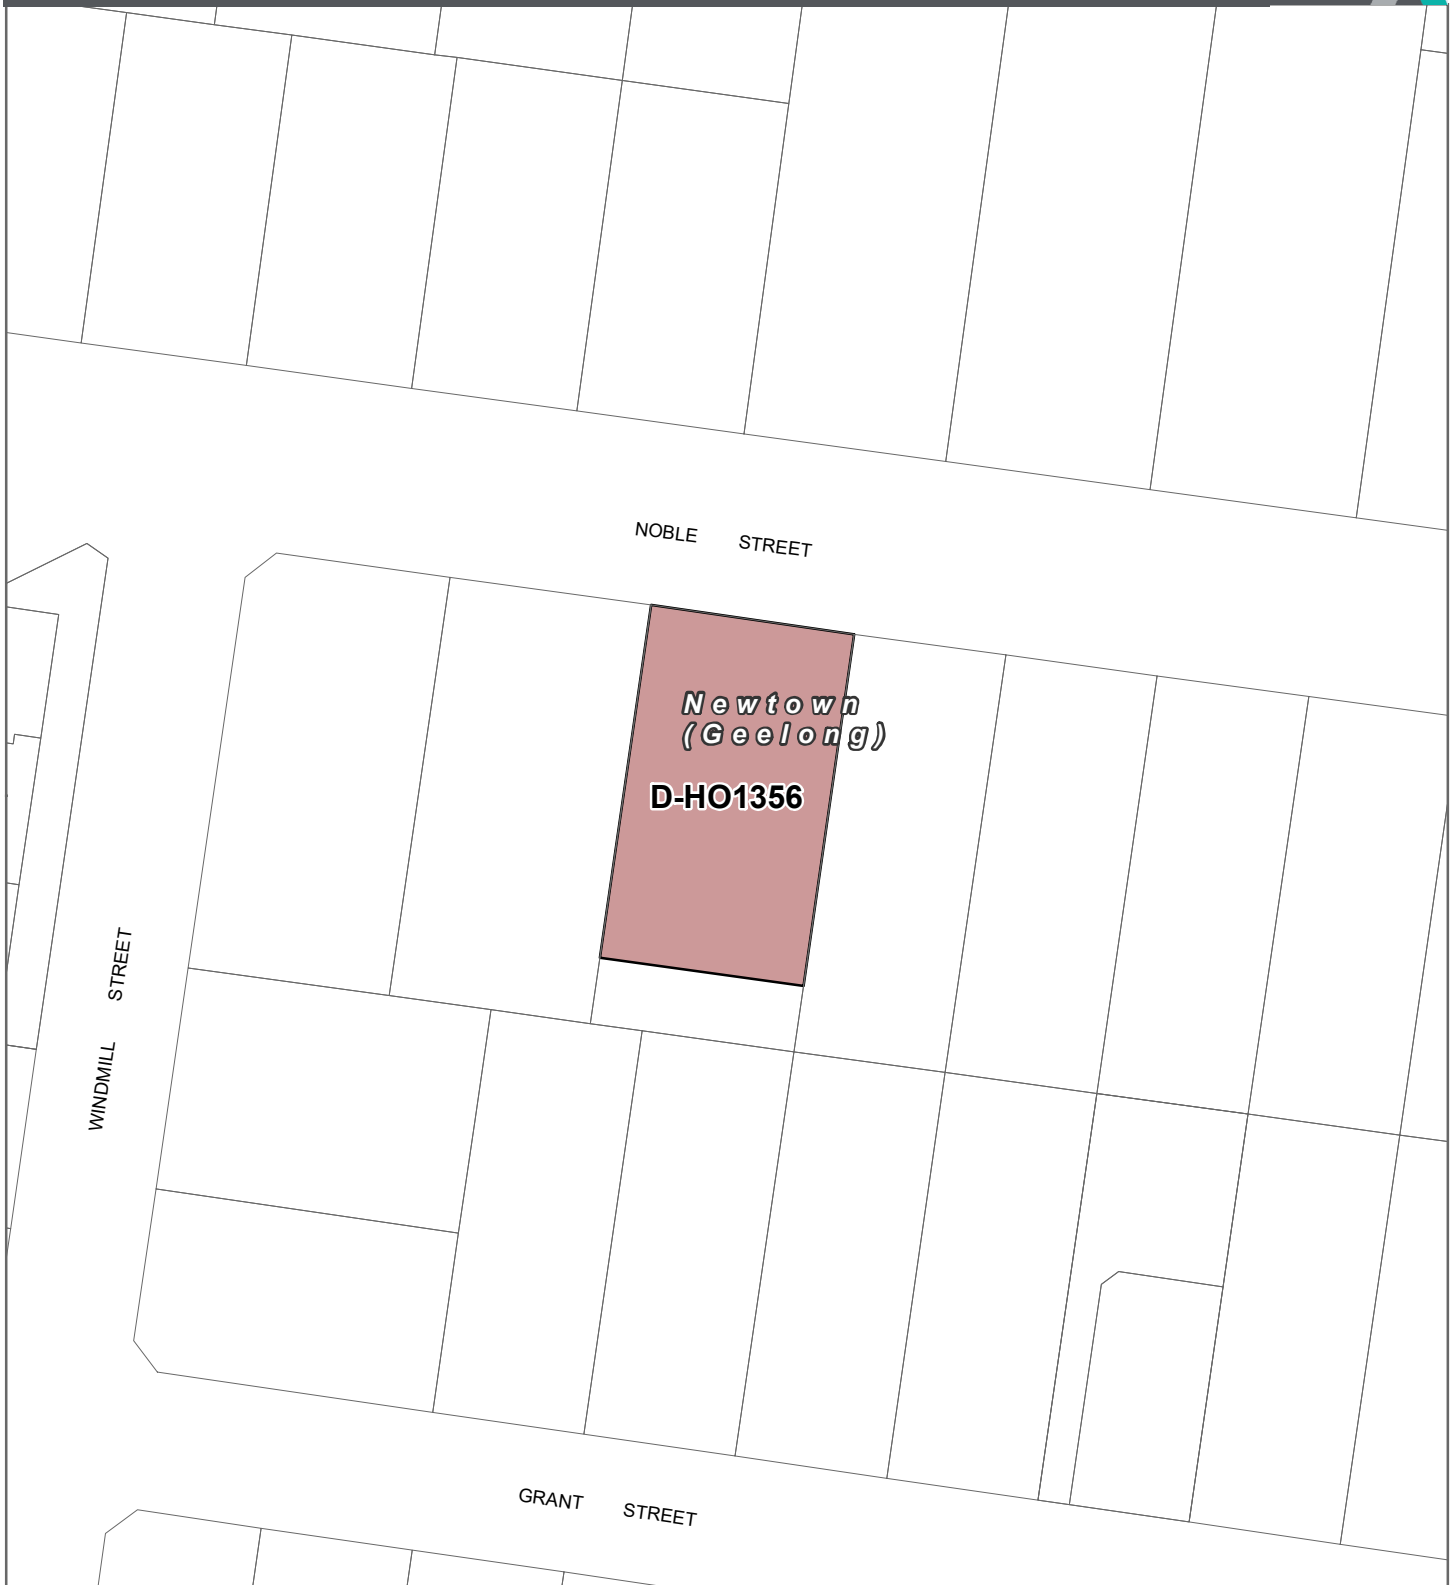 NOBLE STREET
Newtown
(Geelong)
D-HO1356
WINDMILL STREET
GRANT STREET